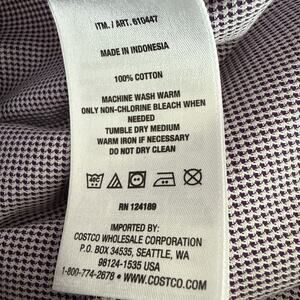 ITM. / ART. 610447
MADE IN INDONESIA
100% COTTON
MACHINE WASH WARM
ONLY NON-CHLORINE BLEACH WHEN
NEEDED
TUMBLE DRY MEDIUM
WARM IRON IF NECESSARY
DO NOT DRY CLEAN
RN 124189
IMPORTED BY:
COSTCO WHOLESALE CORPORATION
P.O. BOX 34535, SEATTLE, WA
98124-1535 USA
1-800-774-2678 • WWW.COSTCO.COM